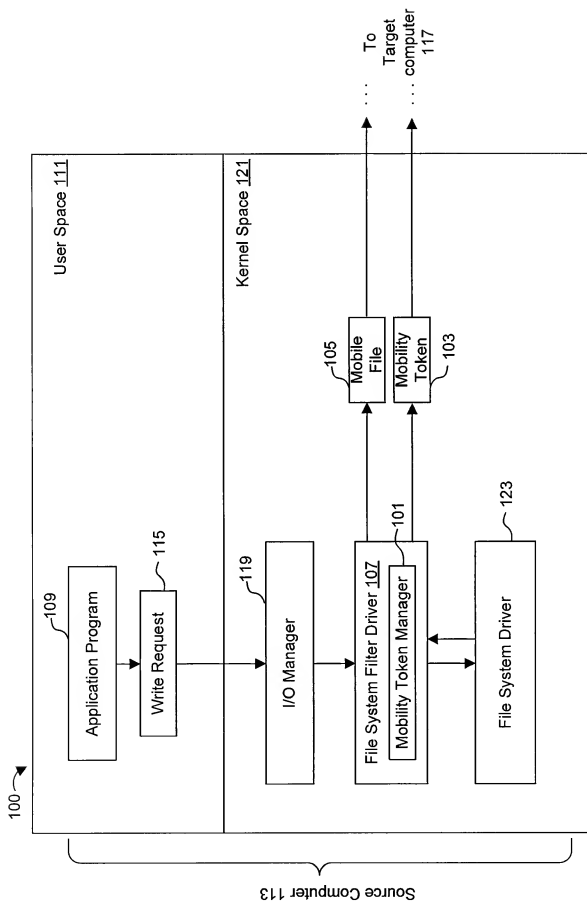 100
User Space 111
109
Application Program
115
Write Request
Kernel Space 121
119
I/O Manager
File System Filter Driver 107
101
Mobility Token Manager
123
File System Driver
105
Mobile
File
Mobility
Token
103
To
Target
computer
117
Source Computer 113